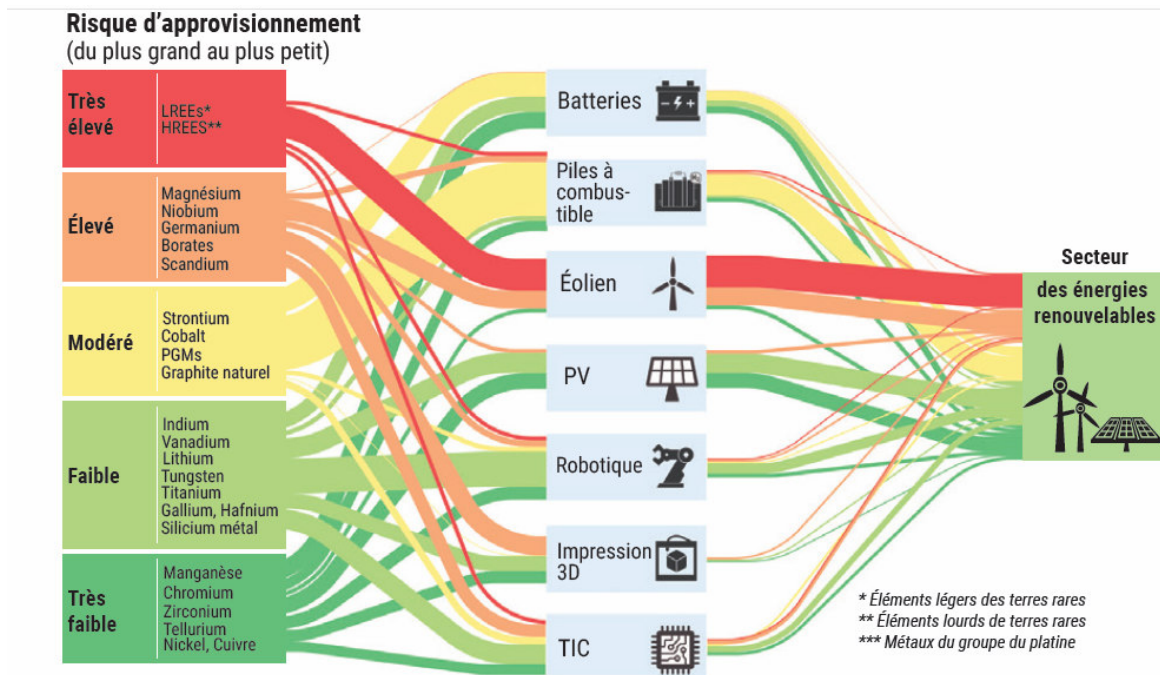 Risque d’approvisionnement
(du plus grand au plus petit)
Très
élevé
LREEs*
HREES**
Élevé
Magnésium
Niobium
Germanium
Borates
Scandium
Modéré
Strontium
Cobalt
PGMs
Graphite naturel
Faible
Indium
Vanadium
Lithium
Tungsten
Titanium
Gallium, Hafnium
Silicium métal
Très
faible
Manganèse
Chromium
Zirconium
Tellurium
Nickel, Cuivre
Batteries
Piles à
combus-
tible
Éolien
PV
Robotique
Impression
3D
TIC
Secteur
des énergies
renouvelables
* Éléments légers des terres rares
** Éléments lourds de terres rares
*** Métaux du groupe du platine